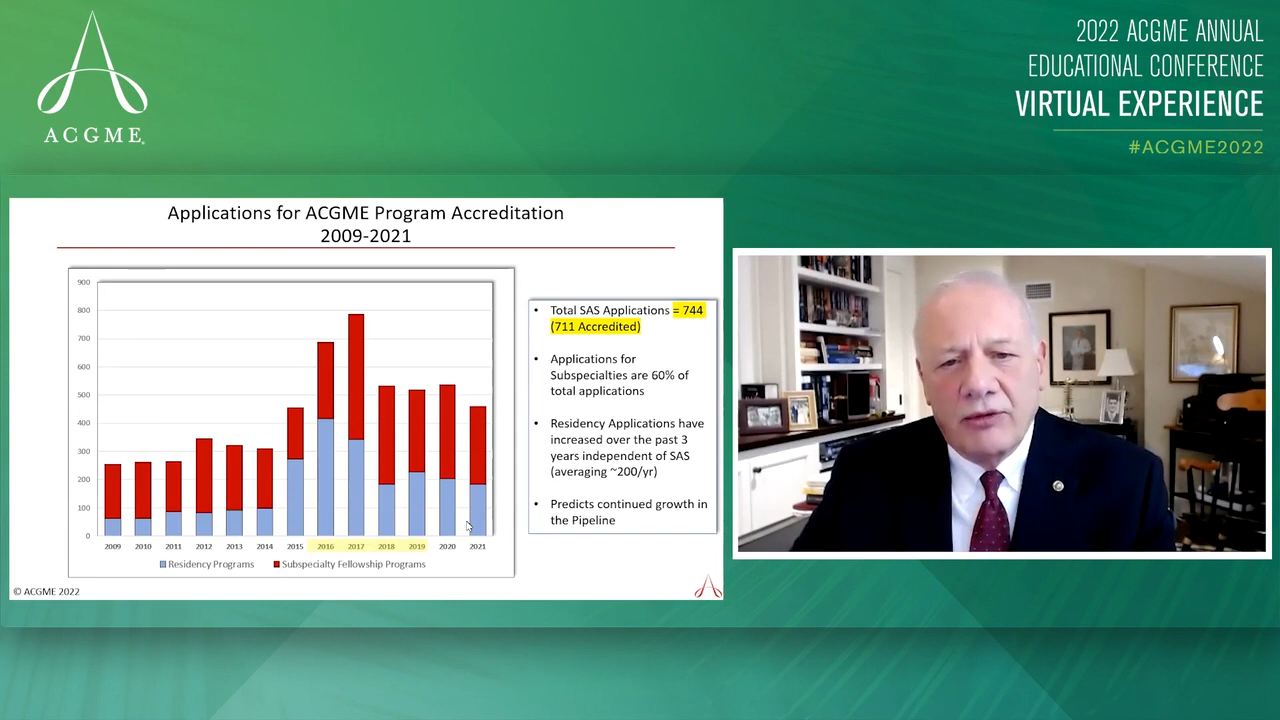 ACGME
2022 ACGME ANNUAL
EDUCATIONAL CONFERENCE
VIRTUAL EXPERIENCE
#ACGME2022
Applications for ACGME Program Accreditation
2009-2021
900
800
700
600
500
400
300
200
100
0
2009 2010 2011 2012 2013 2014 2015 2016 2017 2018 2019 2020 2021
Residency Programs Subspecialty Fellowship Programs
• Total SAS Applications = 744
(711 Accredited)
• Applications for
Subspecialties are 60% of
total applications
• Residency Applications have
increased over the past 3
years independent of SAS
(averaging ~200/yr)
• Predicts continued growth in
the Pipeline
© ACGME 2022